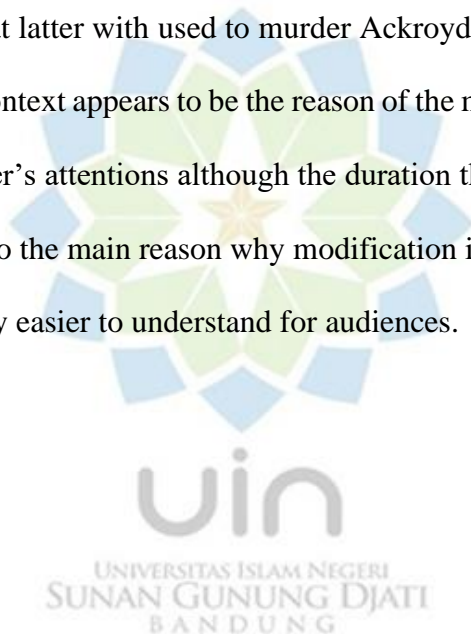 t latter with used to murder Ackroyd
ontext appears to be the reason of the
er's attentions although the duration
o the main reason why modification
y easier to understand for audiences.
uin
UNIVERSITAS ISLAM NEGERI
SUNAN GUNUNG DJATI
BANDUNG